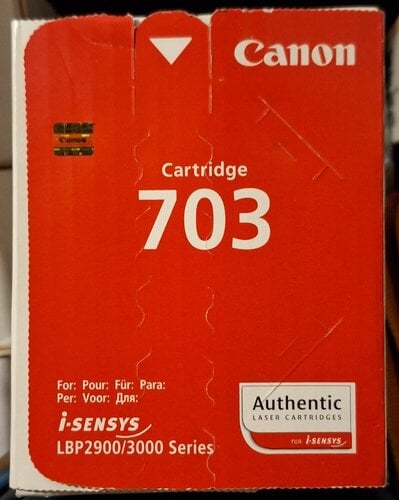 Canon
Canon
Cartridge
703
For: Pour: Für: Para:
Per: Voor: Для:
i-SENSYS
LBP2900/3000 Series
Authentic
LASER CARTRIDGES
FOR i-SENSYS